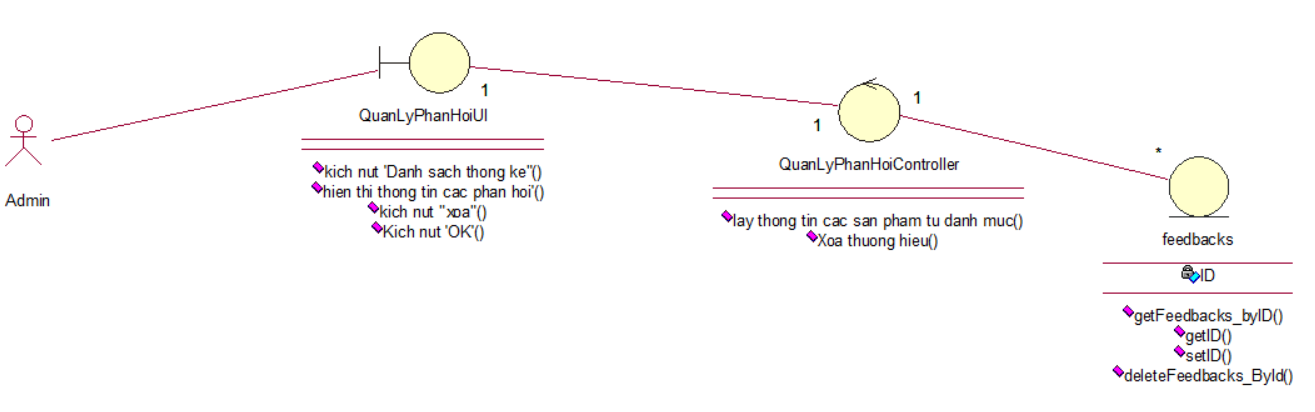 Admin
1
QuanLyPhanHoiUI
kich nut 'Danh sach thong ke"()
hien thi thong tin cac phan hoi'()
kich nut "xoa"()
Kich nut 'OK'()
1
1
QuanLyPhanHoiController
lay thong tin cac san pham tu danh muc()
Xoa thuong hieu()
*
feedbacks
ID
getFeedbacks_byID()
getID()
setID()
deleteFeedbacks_ById()